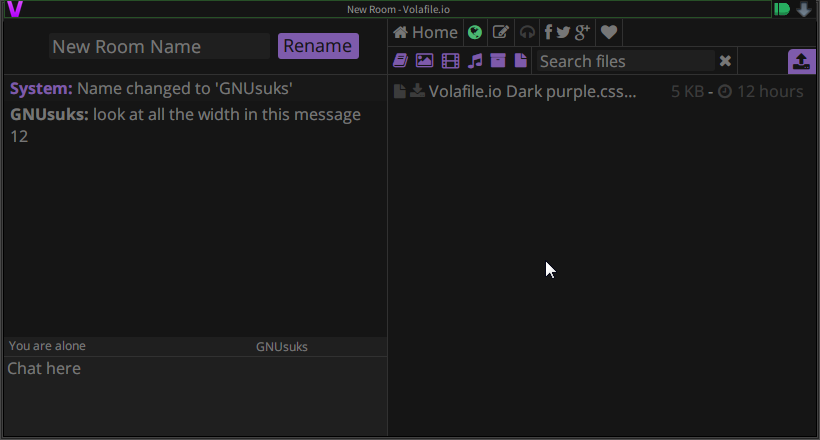 New Room - Volafile.io
New Room Name
Rename
Home
Search files
System: Name changed to 'GNUsuks'
GNUsuks: look at all the width in this message
12
Volafile.io Dark purple.css... 5 KB - 12 hours
You are alone
GNUsuks
Chat here